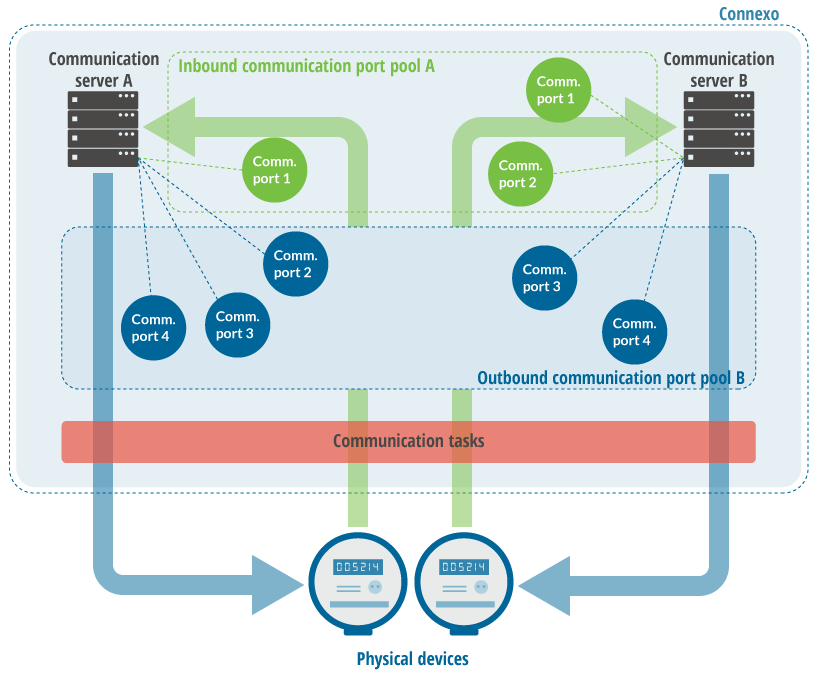 Connexo
Communication
server A
Inbound communication port pool A
Communication
server B
Comm.
port 1
Comm.
port 1
Comm.
port 2
Comm.
port 2
Comm.
port 3
Comm.
port 4
Comm.
port 3
Comm.
port 4
Outbound communication port pool B
Communication tasks
005214
005214
Physical devices